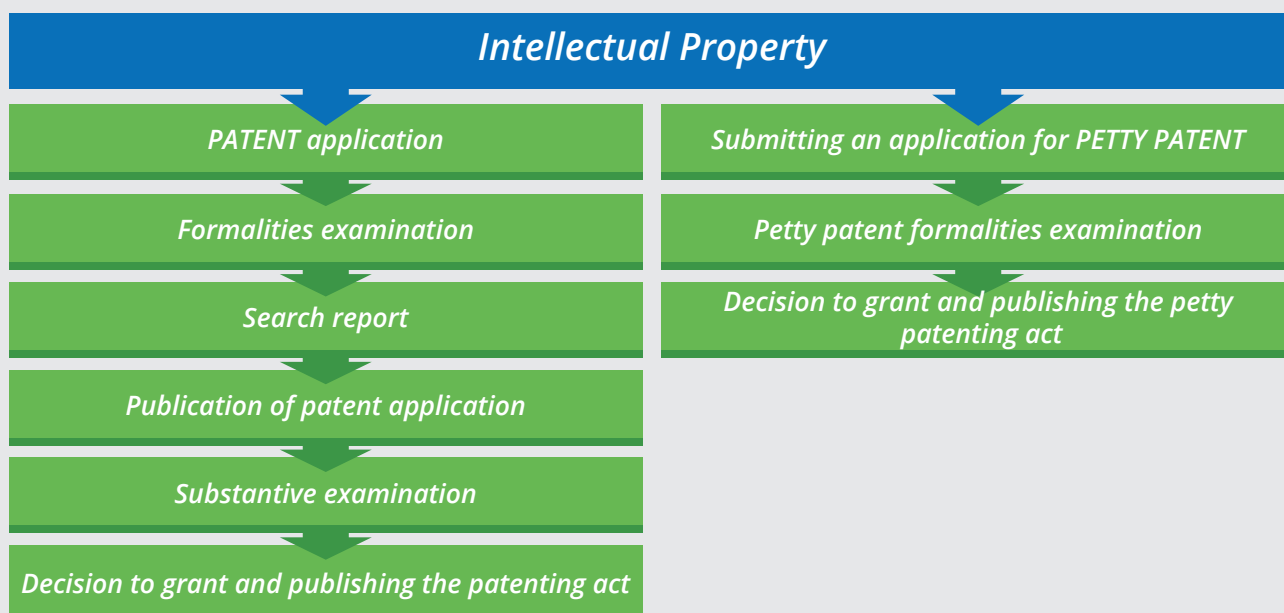 Intellectual Property
PATENT application
Formalities examination
Search report
Publication of patent application
Substantive examination
Decision to grant and publishing the patenting act
Submitting an application for PETTY PATENT
Petty patent formalities examination
Decision to grant and publishing the petty
patenting act